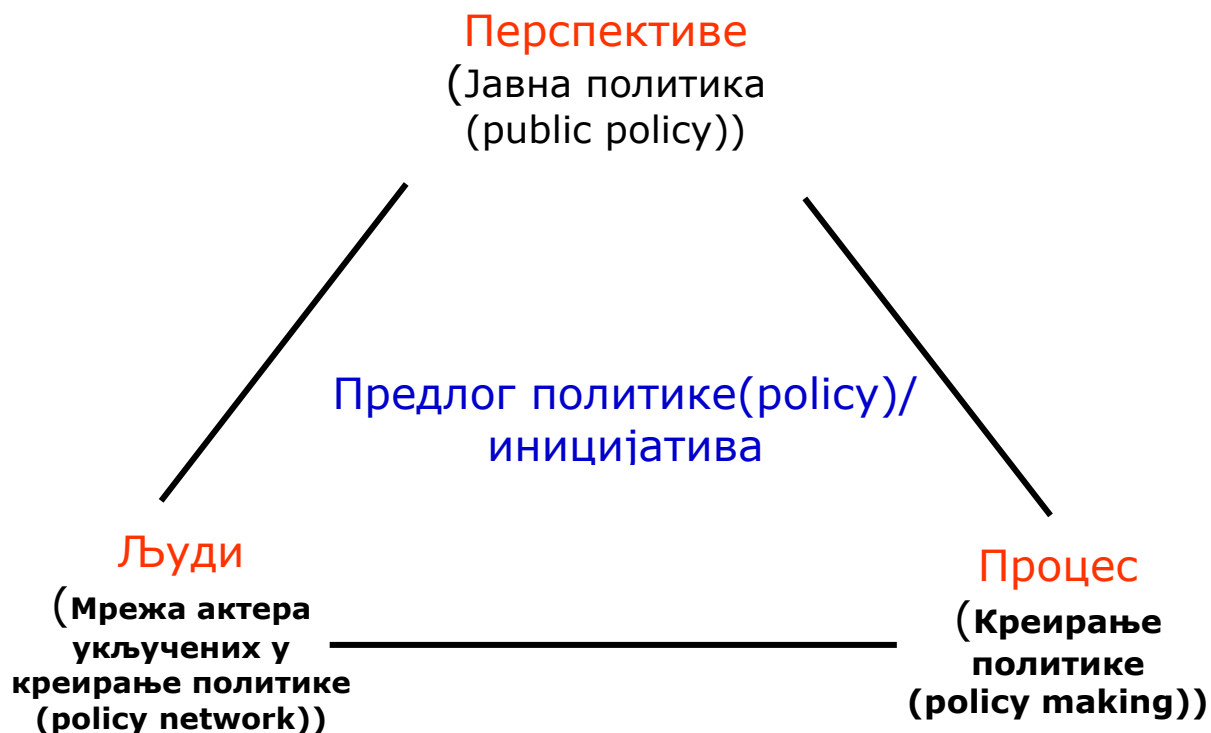 Перспективе
(Јавна политика
(public policy))
Предлог политике(policy)/
иницијатива
Људи
(Мрежа актера
укључених у
креирање политике
(policy network))
Процес
(Креирање
политике
(policy making))